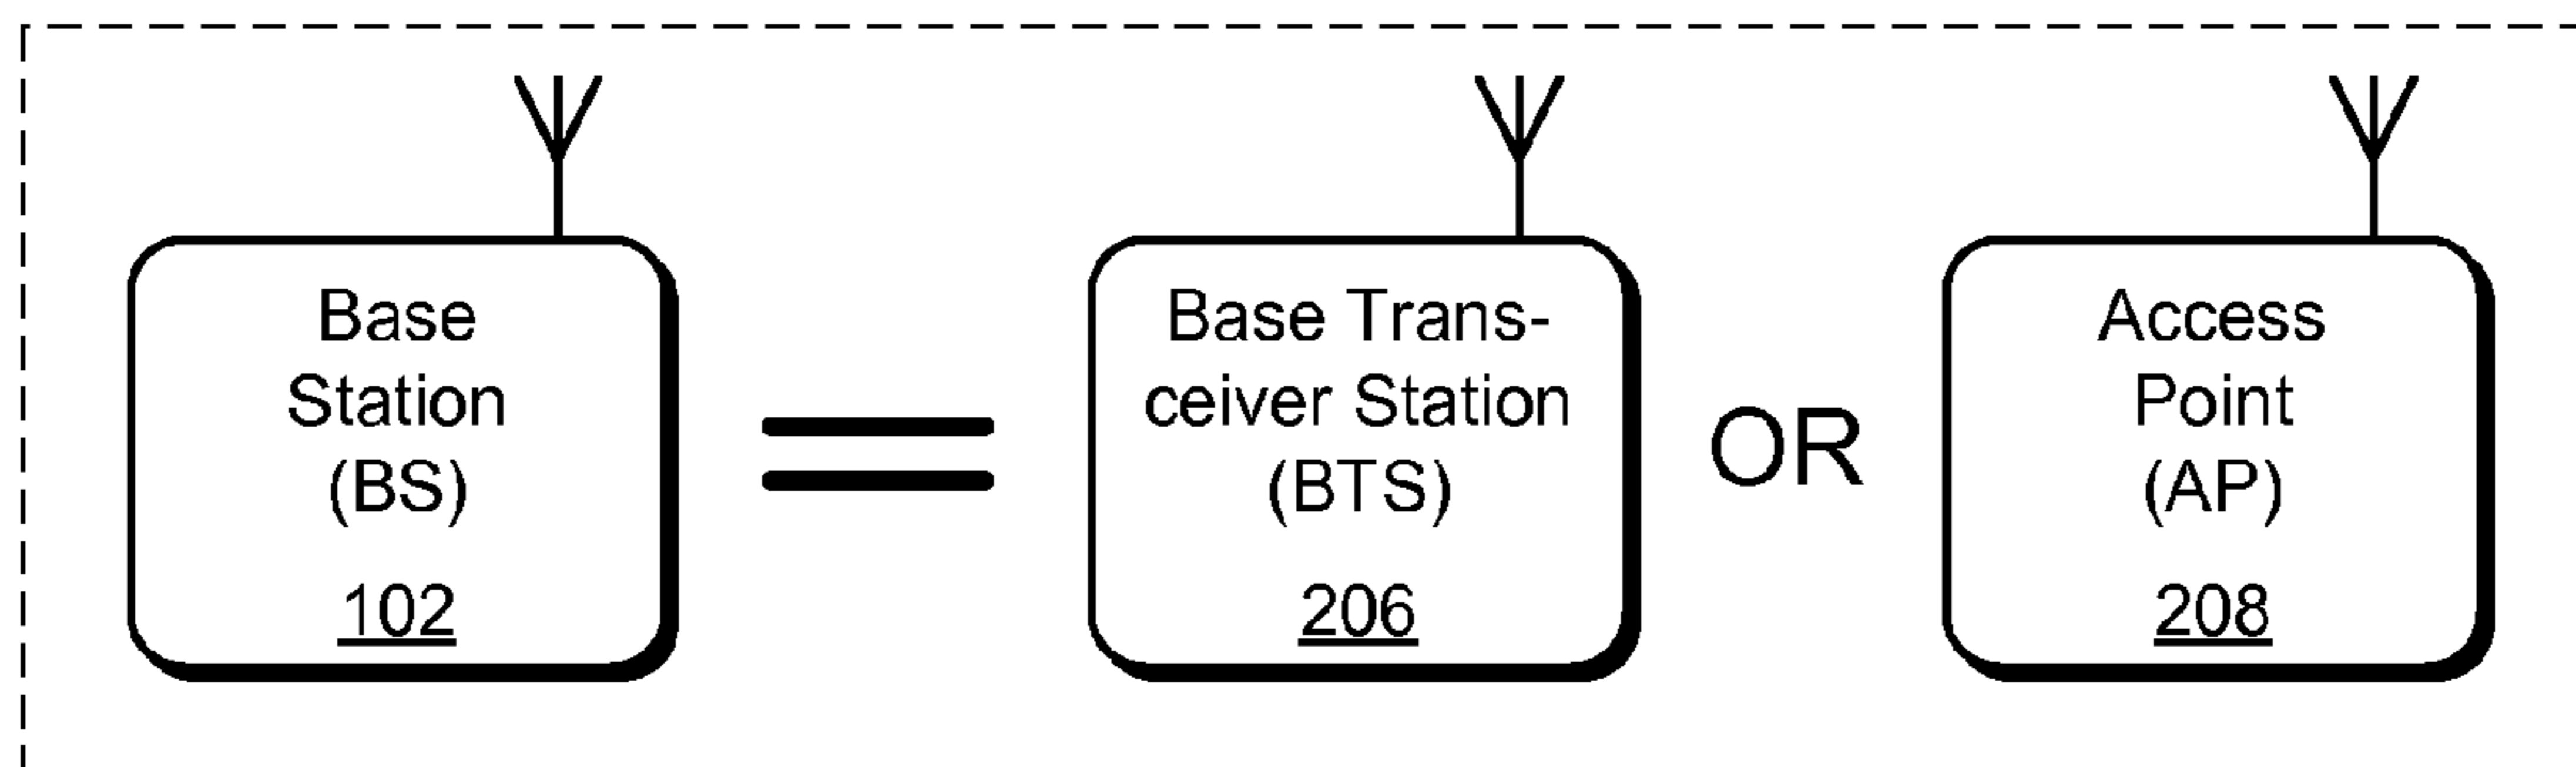 Base
Station
(BS)
102
Base Trans-
ceiver Station
(BTS)
206
OR
Access
Point
(AP)
208